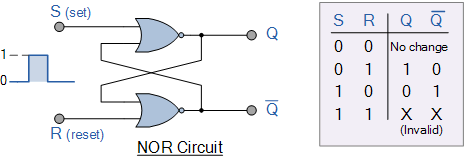 S (set)
Q
1
0
Q̅
R (reset)
NOR Circuit
S R Q Q̅
0 0 No change
0 1 1 0
1 0 0 1
1 1 X X
(Invalid)